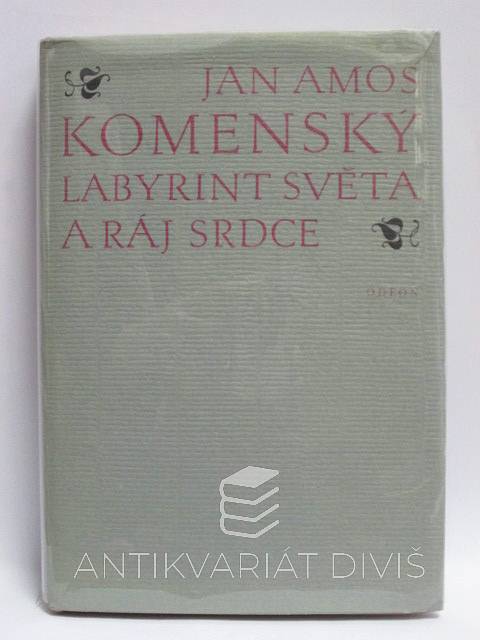 JAN AMOS
KOMENSKÝ
LABYRINT SVĚTA
A RÁJ SRDCE
ODEON
ANTIKVARIÁT DIVIŠ